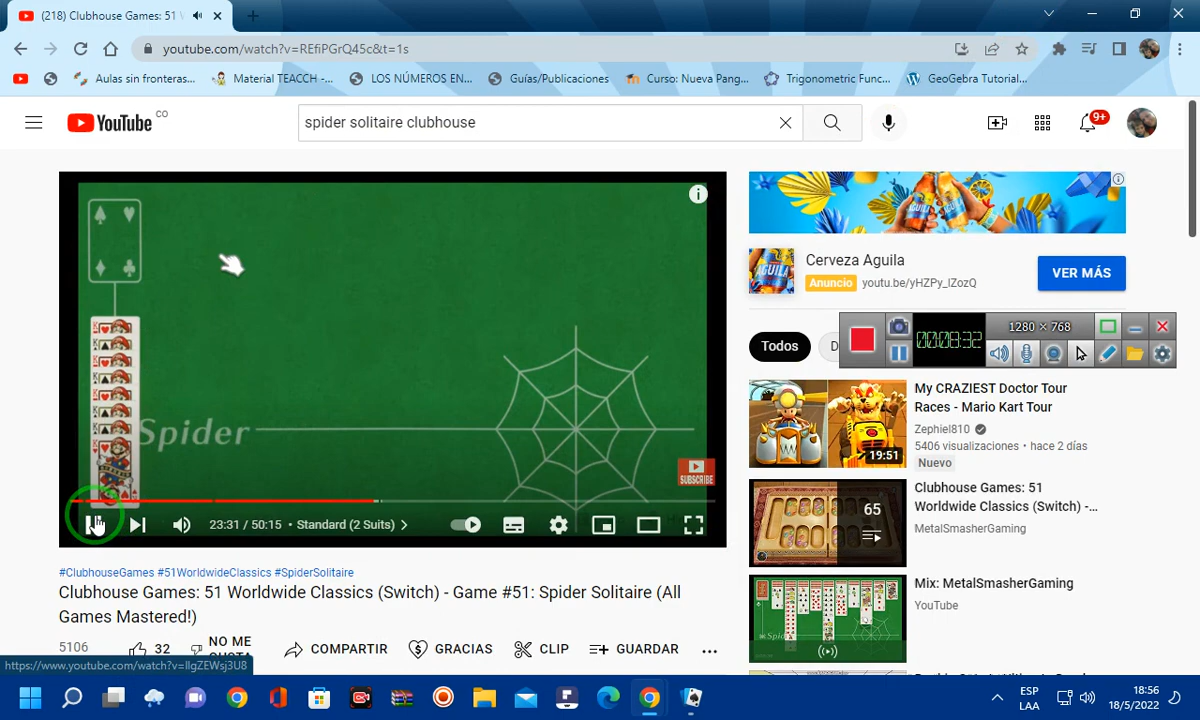 (218) Clubhouse Games: 51 W
youtube.com/watch?v=REfiPGrQ45c&t=1s
Aulas sin fronteras...
Material TEACCH -...
LOS NÚMEROS EN...
Guías/Publicaciones
Curso: Nueva Pang...
Trigonometric Func...
GeoGebra Tutorial...
YouTube CO
spider solitaire clubhouse
9+
Spider
SUBSCRIBE
23:31 / 50:15 • Standard (2 Suits)
Cerveza Aguila
Anuncio youtu.be/yHZPy_lZozQ
VER MÁS
1280 × 768
00:08:32
Todos
D
My CRAZIEST Doctor Tour
Races - Mario Kart Tour
Zephiel810
5406 visualizaciones • hace 2 días
Nuevo
19:51
Clubhouse Games: 51
Worldwide Classics (Switch) -...
MetalSmasherGaming
65
Mix: MetalSmasherGaming
YouTube
Spider
#ClubhouseGames #51WorldwideClassics #SpiderSolitaire
Clubhouse Games: 51 Worldwide Classics (Switch) - Game #51: Spider Solitaire (All
Games Mastered!)
5106
32
NO ME
COMPARTIR
GRACIAS
CLIP
GUARDAR
https://www.youtube.com/watch?v=IlgZEWsj3U8
ESP
LAA
18:56
18/5/2022